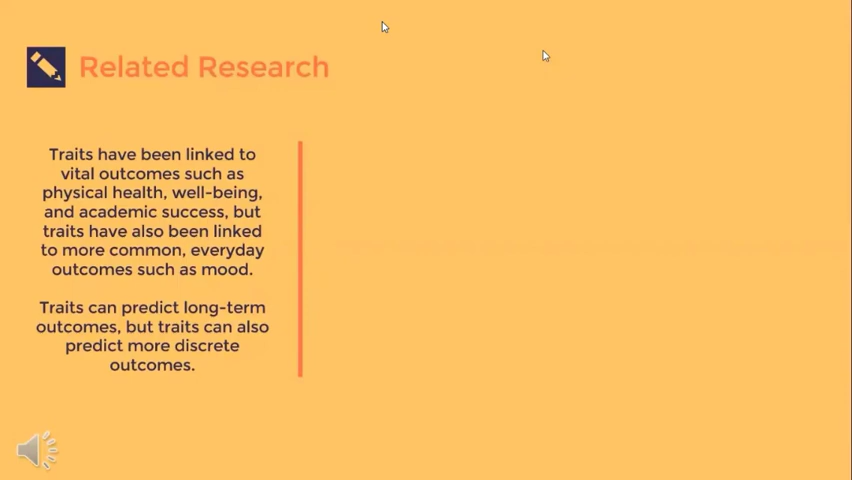 Related Research
Traits have been linked to
vital outcomes such as
physical health, well-being,
and academic success, but
traits have also been linked
to more common, everyday
outcomes such as mood.
Traits can predict long-term
outcomes, but traits can also
predict more discrete
outcomes.